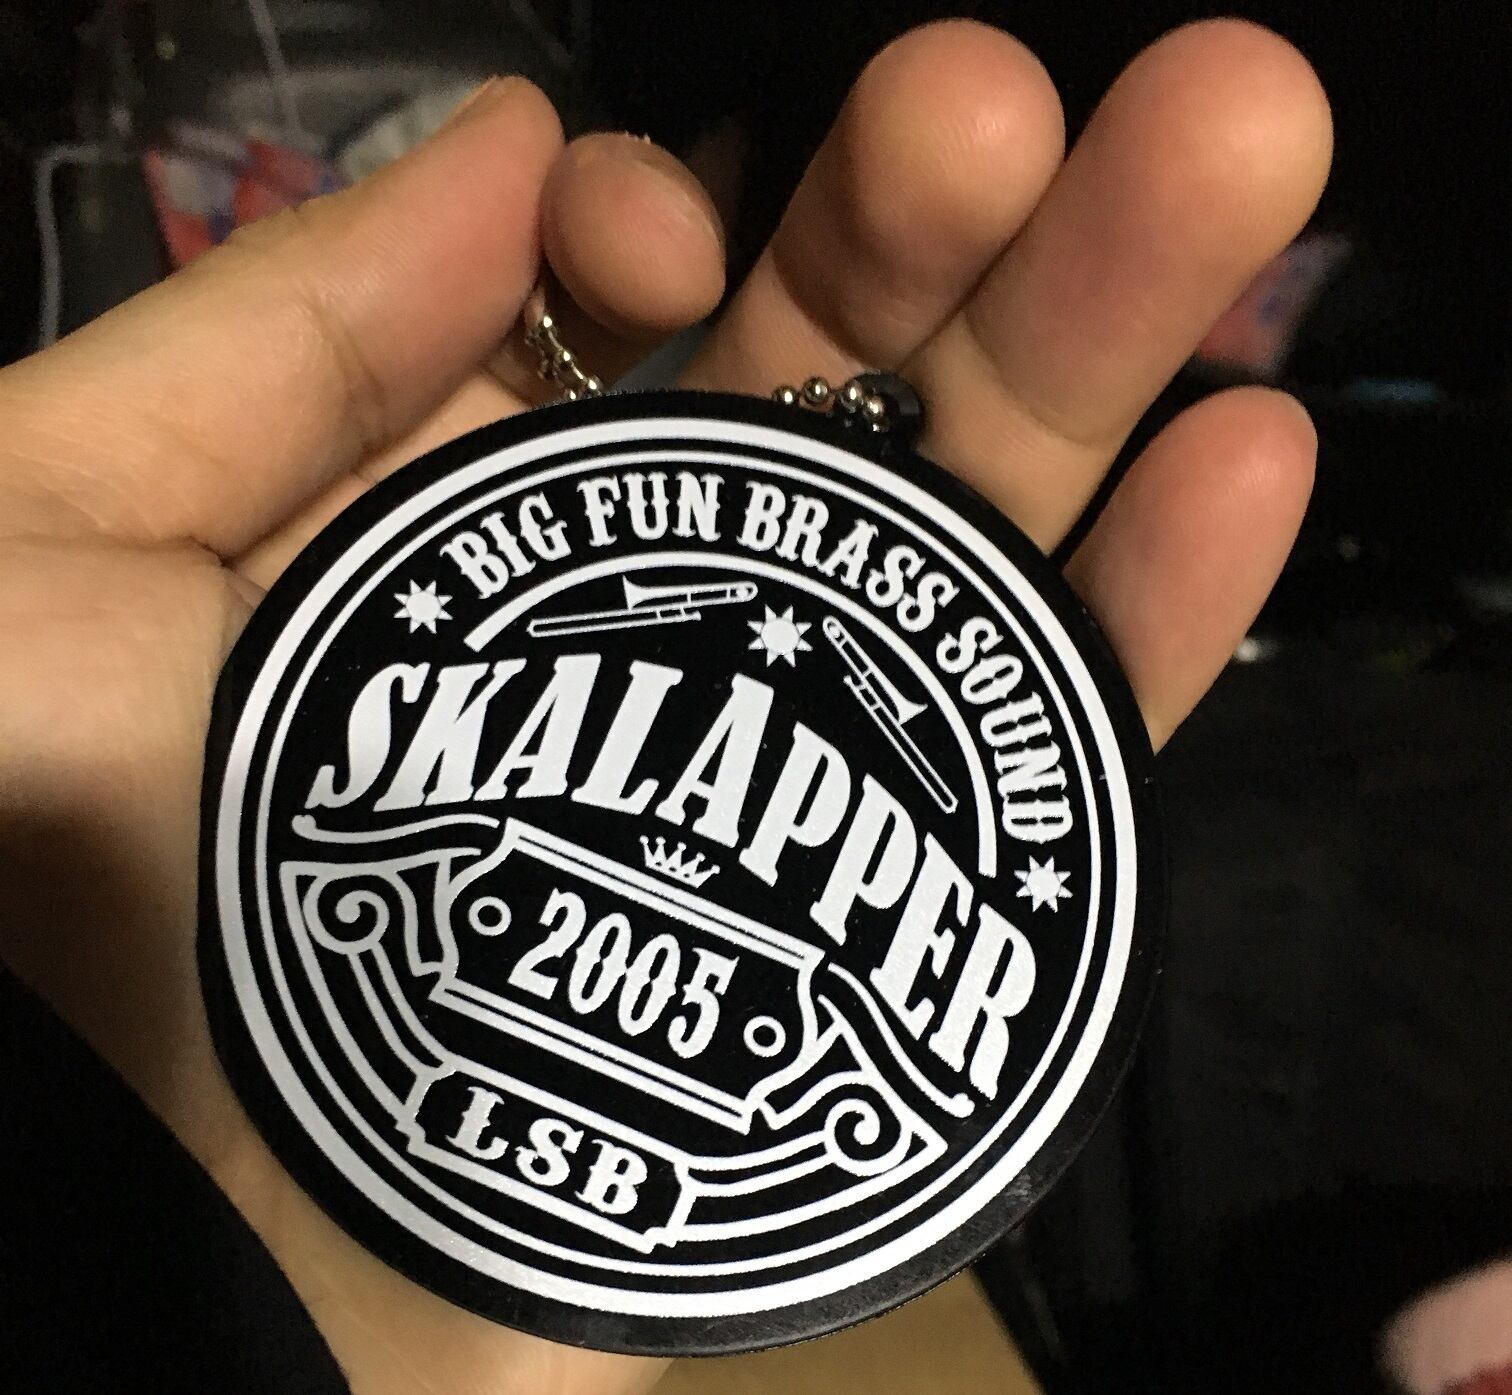 BIG FUN BRASS SOUND
SKALAPPER
2005
LSB